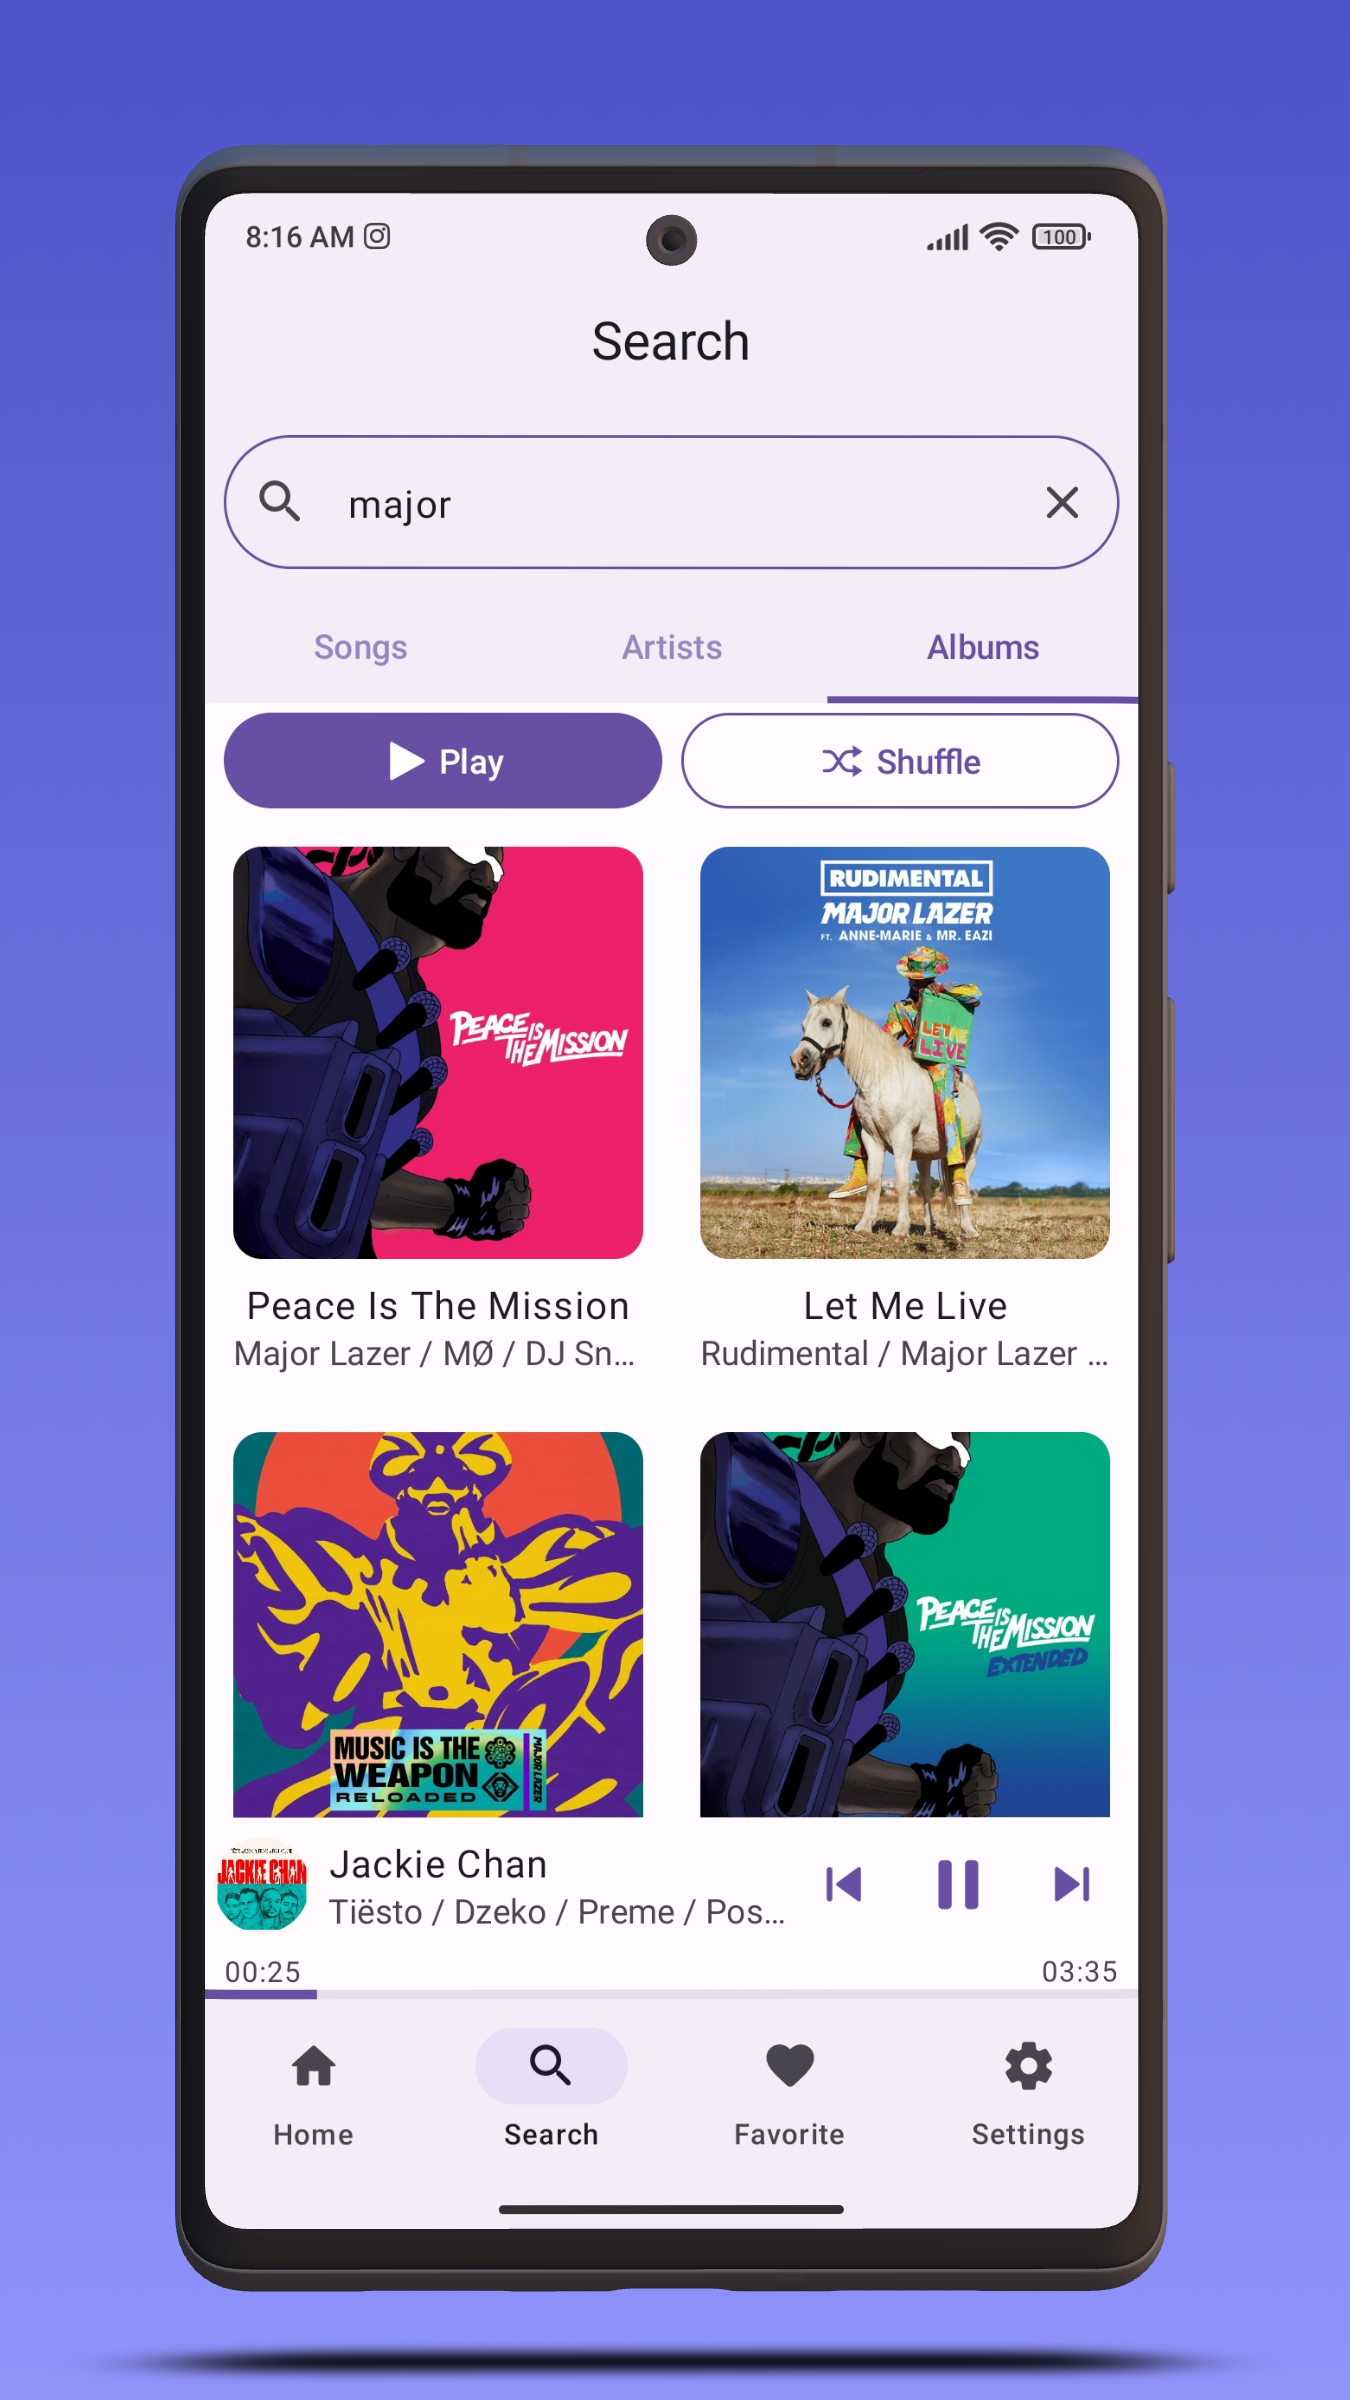 8:16 AM
100
Search
major
Songs
Artists
Albums
Play
Shuffle
PEACE IS THE MISSION
RUDIMENTAL
MAJOR LAZER
FT. ANNE-MARIE & MR. EAZI
LET ME
LIVE
Peace Is The Mission
Major Lazer / MØ / DJ Sn...
Let Me Live
Rudimental / Major Lazer ...
MUSIC IS THE
WEAPON
RELOADED
MAJOR LAZER
PEACE IS THE MISSION
EXTENDED
JACKIE CHAN
Jackie Chan
Tiësto / Dzeko / Preme / Pos...
00:25
03:35
Home
Search
Favorite
Settings